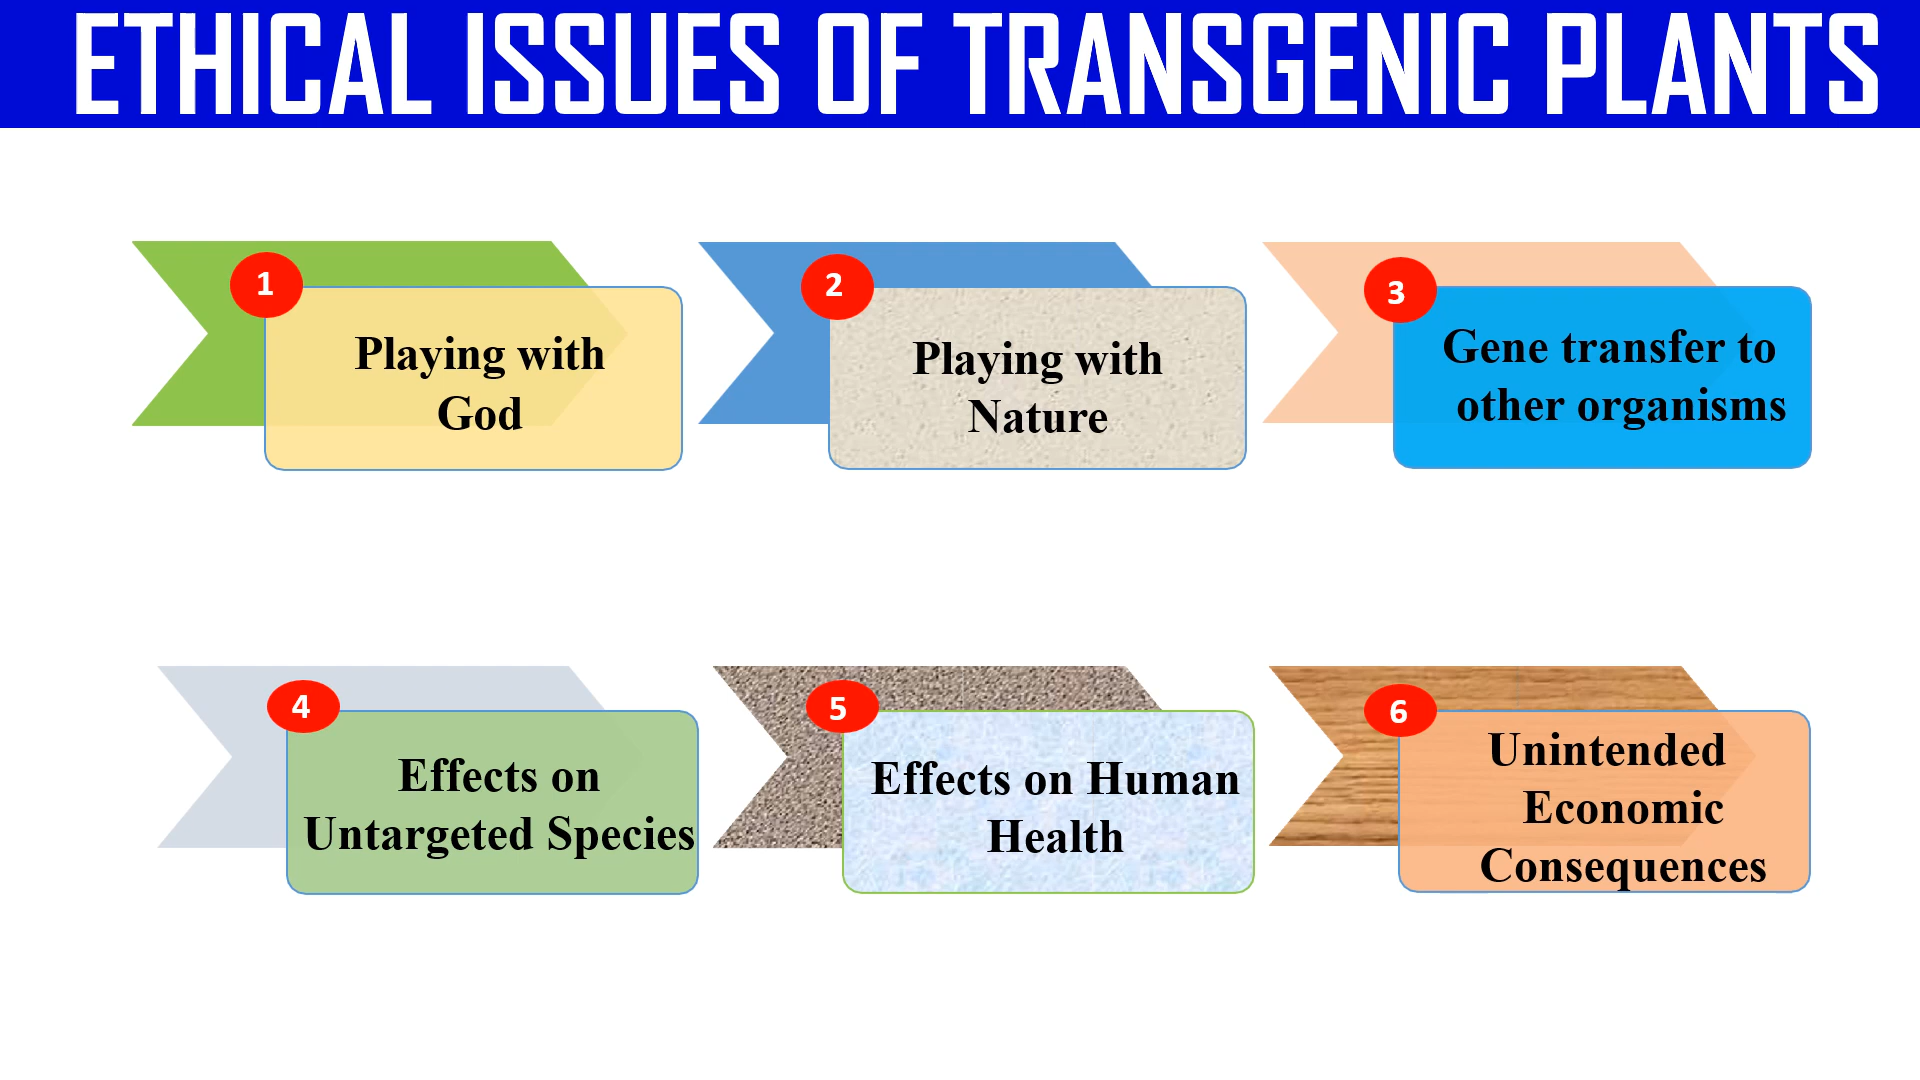 ETHICAL ISSUES OF TRANSGENIC PLANTS
1
Playing with
God
2
Playing with
Nature
3
Gene transfer to
other organisms
4
Effects on
Untargeted Species
5
Effects on Human
Health
6
Unintended
Economic
Consequences